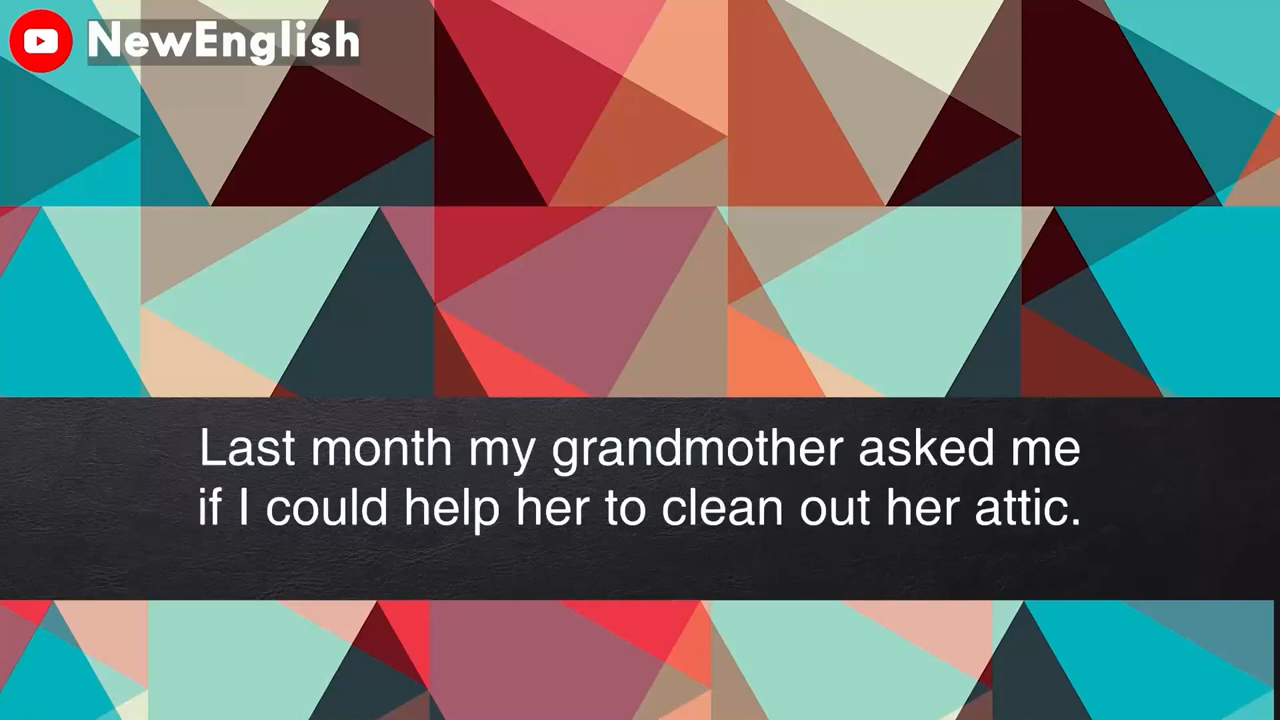 NewEnglish
Last month my grandmother asked me
if I could help her to clean out her attic.